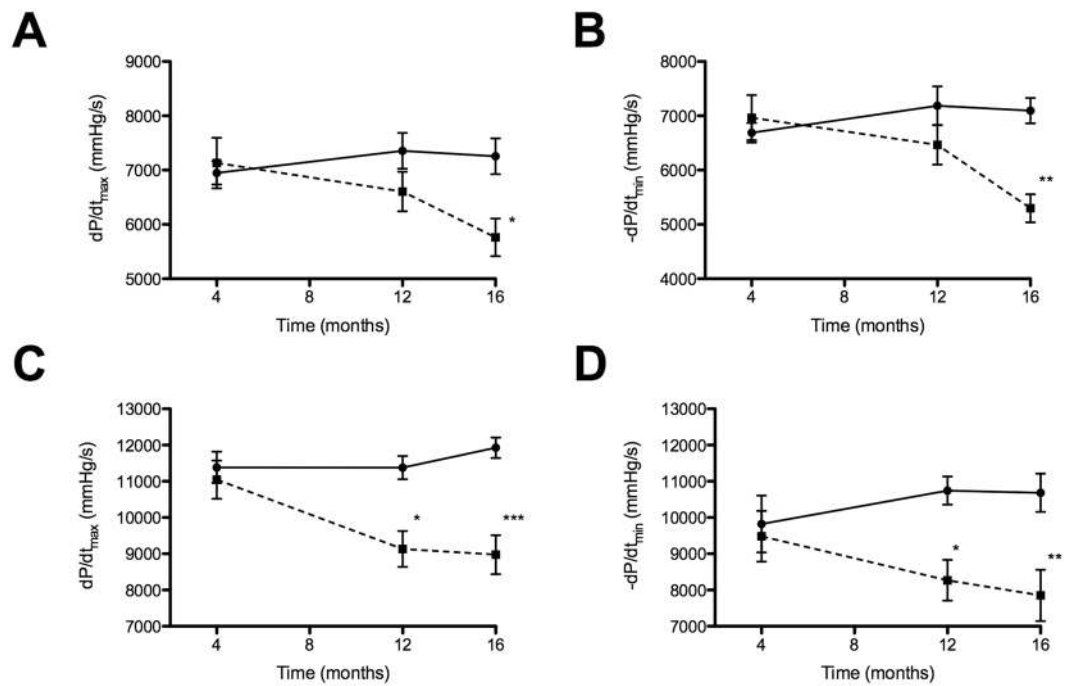 A
dP/dtmax (mmHg/s)
9000
8000
7000
6000
5000
*
4 8 12 16
Time (months)
B
-dP/dtmin (mmHg/s)
8000
7000
6000
5000
4000
**
4 8 12 16
Time (months)
C
dP/dtmax (mmHg/s)
13000
12000
11000
10000
9000
8000
7000
* ***
4 8 12 16
Time (months)
D
-dP/dtmin (mmHg/s)
13000
12000
11000
10000
9000
8000
7000
* **
4 8 12 16
Time (months)